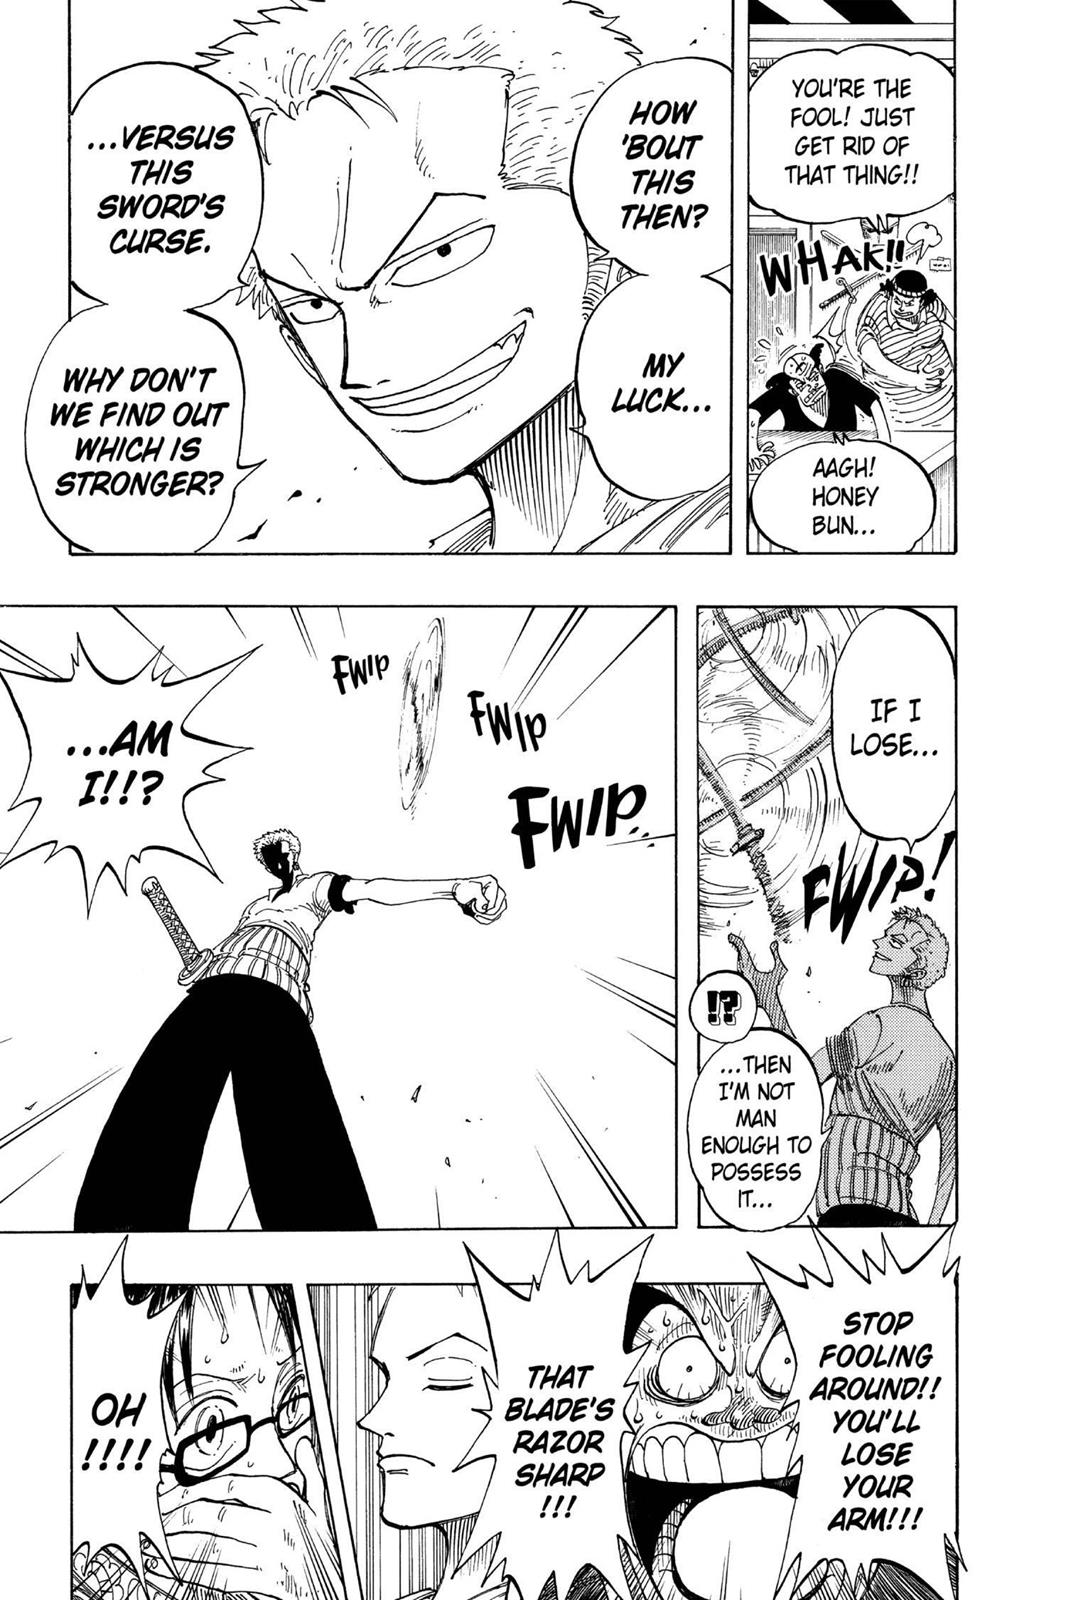 YOU'RE THE
FOOL! JUST
GET RID OF
THAT THING!!
WHAK!!
AAGH!
HONEY
BUN...
HOW
'BOUT
THIS
THEN?
MY
LUCK...
...VERSUS
THIS
SWORD'S
CURSE.
WHY DON'T
WE FIND OUT
WHICH IS
STRONGER?
IF I
LOSE...
FWIP!
!?
...THEN
I'M NOT
MAN
ENOUGH TO
POSSESS
IT...
FWIP
FWIP
FWIP..
...AM
I!!?
STOP
FOOLING
AROUND!!
YOU'LL
LOSE
YOUR
ARM!!!
THAT
BLADE'S
RAZOR
SHARP
!!!
OH
!!!!